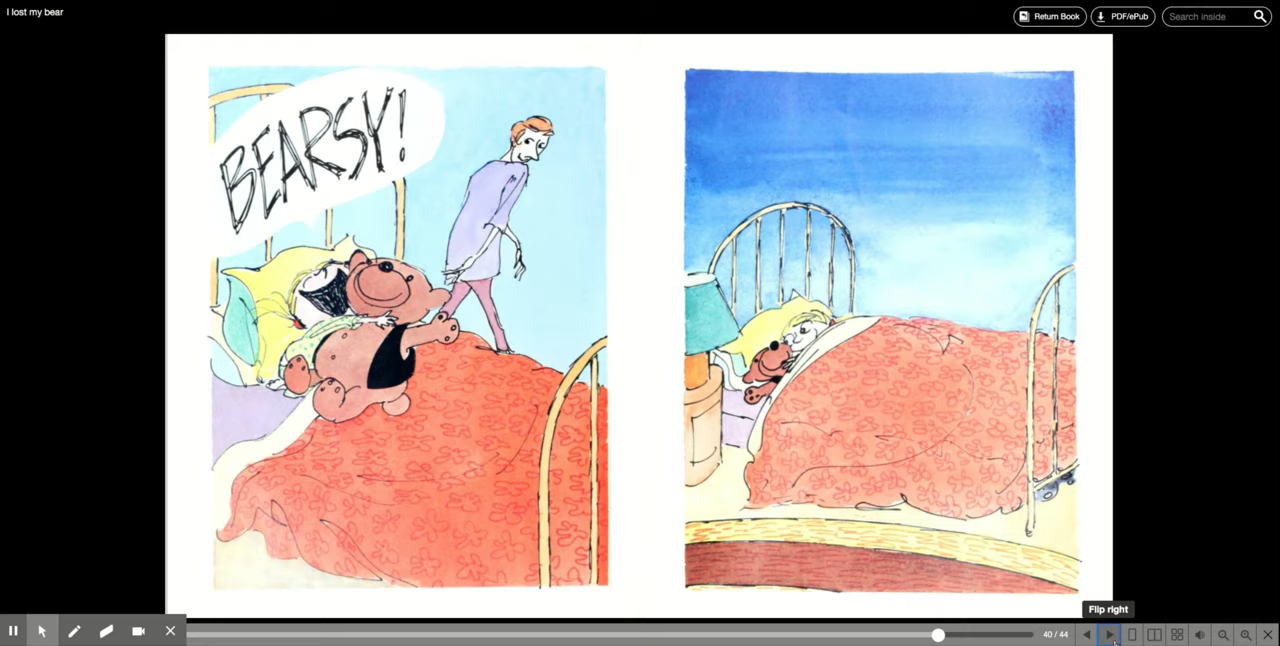 I lost my bear
Return Book
PDF/ePub
Search inside
BEARSY!
Flip right
40 / 44